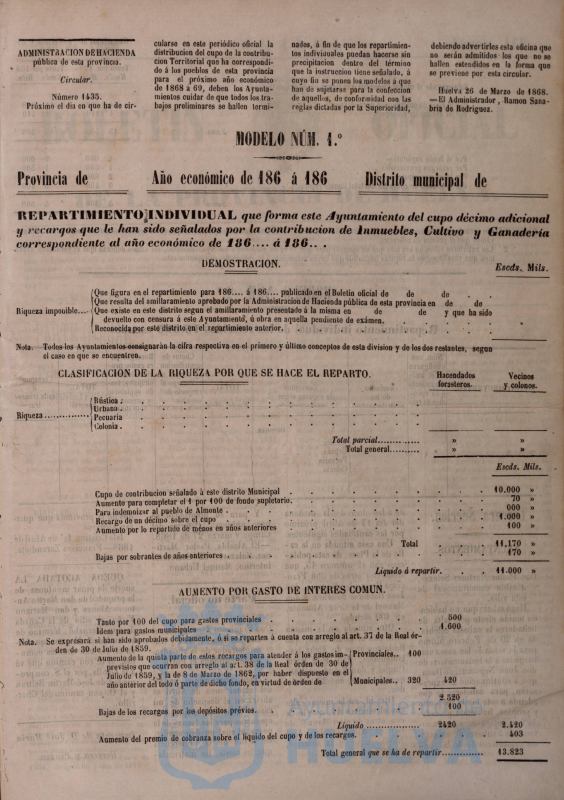 ADMINISTRACION DE HACIENDA
pública de esta provincia.
Circular.
Número 1435.
Próximo el dia en que ha de cir-
cularse en este periódico oficial la
distribucion del cupo de la contribu-
cion Territorial que ha correspondi-
do á los pueblos de esta provincia
para el próximo año económico
de 1868 á 69, deben los Ayunta-
mientos cuidar de que todos los tra-
bajos preliminares se hallen termi-
nados, á fin de que los repartimien-
tos individuales puedan hacerse sin
precipitacion dentro del término
que la instruccion tiene señalado, á
cuyo fin se ponen los modelos á que
han de sujetarse para la confeccion
de aquellos, de conformidad con las
reglas dictadas por la Superioridad,
debiendo advertirles esta oficina que
no serán admitidos los que no se
hallen estendidos en la forma que
se previene por esta circular.
Huelva 26 de Marzo de 1868.
—El Administrador, Ramon Sana-
bria de Rodriguez.
MODELO NÚM. 1.º
Provincia de Año económico de 186 á 186 Distrito municipal de
REPARTIMIENTO INDIVIDUAL que forma este Ayuntamiento del cupo décimo adicional
y recargos que le han sido señalados por la contribucion de Inmuebles, Cultivo y Ganadería
correspondiente al año económico de 186.... á 186.. .
DEMOSTRACION.
Escds. Mils.
Riqueza imponible....
Que figura en el repartimiento para 186.... á 186.... publicado en el Boletin oficial de de de .
Que resulta del amillaramiento aprobado por la Administracion de Hacienda pública de esta provincia en de de
Que existe en este distrito segun el amillaramiento presentado á la misma en de de y que ha sido
devuelto con censura á este Ayuntamiento, ú obra en aquella pendiente de exámen.
Reconocida por este distrito en el repartimiento anterior.
Nota. Todos los Ayuntamientos consignarán la cifra respectiva en el primero y último conceptos de esta division y de los dos restantes, segun
el caso en que se encuentren.
CLASIFICACION DE LA RIQUEZA POR QUE SE HACE EL REPARTO.
Hacendados
forasteros.
Vecinos
y colonos.
Riqueza...............
Rústica.
Urbana.
Pecuaria
Colonia.
Total parcial............ » »
Total general.......... » »
Escds. Mils.
Cupo de contribucion señalado á este distrito Municipal 10.000 »
Aumento para completar el 1 por 100 de fondo supletorio. 70 »
Para indemnizar al pueblo de Almonte 000 »
Recargo de un décimo sobre el cupo 1.000 »
Aumento por lo repartido de ménos en años anteriores 100 »
Total 11,170 »
Bajas por sobrantes de años anteriores 170 »
Líquido á repartir. 11.000 »
AUMENTO POR GASTO DE INTERES COMUN.
Tanto por 100 del cupo para gastos provinciales 500
Idem para gastos municipales 1.600
Nota. Se expresará si han sido aprobados debidamente, ó si se reparten á cuenta con arreglo al art. 37 de la Real ór-
den de 30 de Julio de 1859.
Aumento de la quinta parte de estos recargos para atender á los gastos im-
previstos que ocurran con arreglo al art. 38 de la Real órden de 30 de
Julio de 1859, y la de 8 de Marzo de 1862, por haber dispuesto en el
año anterior del todo ó parte de dicho fondo, en virtud de órden de
Provinciales.. 100
Municipales.. 320 420
2.520
Bajas de los recargos por los depósitos prévios. 100
Líquido .................. 2420 2.420
Aumento del premio de cobranza sobre el líquido del cupo y de los recargos. 403
Total general que se ha de repartir.............. 13.823
Ayuntamiento de
HUELVA